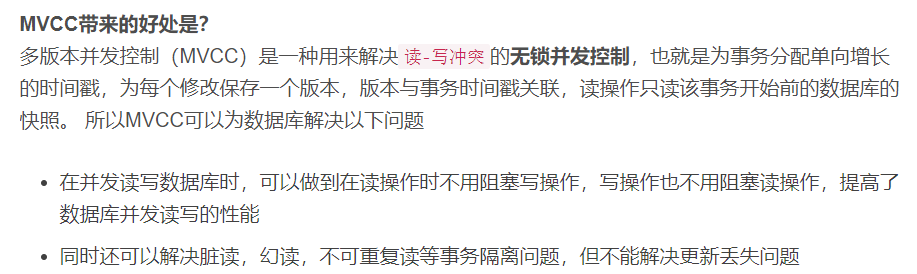 MVCC带来的好处是？
多版本并发控制（MVCC）是一种用来解决读-写冲突的无锁并发控制，也就是为事务分配单向增长
的时间戳，为每个修改保存一个版本，版本与事务时间戳关联，读操作只读该事务开始前的数据库的
快照。 所以MVCC可以为数据库解决以下问题
• 在并发读写数据库时，可以做到在读操作时不用阻塞写操作，写操作也不用阻塞读操作，提高了
数据库并发读写的性能
• 同时还可以解决脏读，幻读，不可重复读等事务隔离问题，但不能解决更新丢失问题